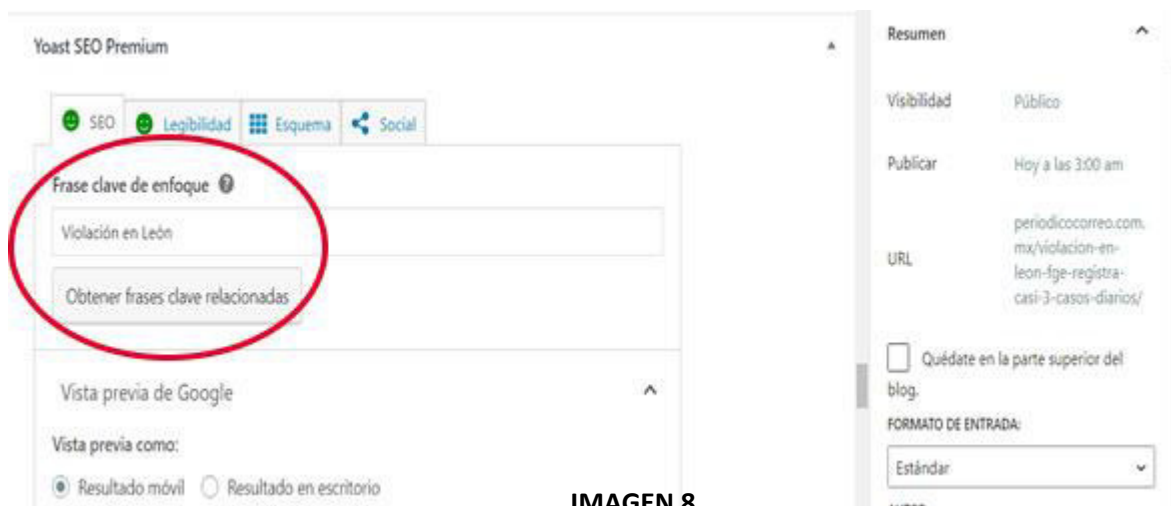 Yoast SEO Premium
SEO
Legibilidad
Esquema
Social
Frase clave de enfoque
Violación en León
Obtener frases clave relacionadas
Vista previa de Google
Vista previa como:
Resultado móvil
Resultado en escritorio
IMAGEN 8
Resumen
Visibilidad Público
Publicar Hoy a las 3:00 am
URL
periodicocorreo.com.
mx/violacion-en-
leon-fge-registra-
casi-3-casos-diarios/
Quédate en la parte superior del
blog.
FORMATO DE ENTRADA:
Estándar